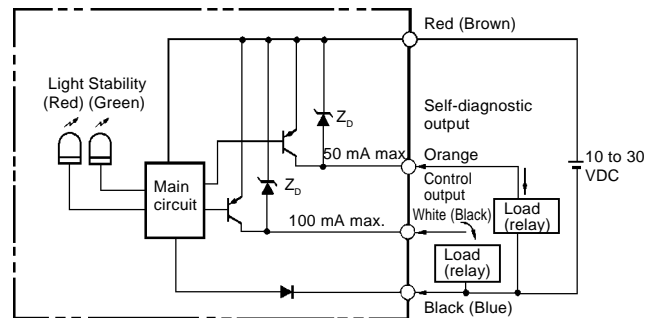 Red (Brown)
Light Stability
(Red) (Green)
Z_D
Self-diagnostic
output
50 mA max.
Orange
10 to 30
VDC
Main
circuit
Z_D
Control
output
100 mA max.
White (Black)
Load
(relay)
Load
(relay)
Black (Blue)